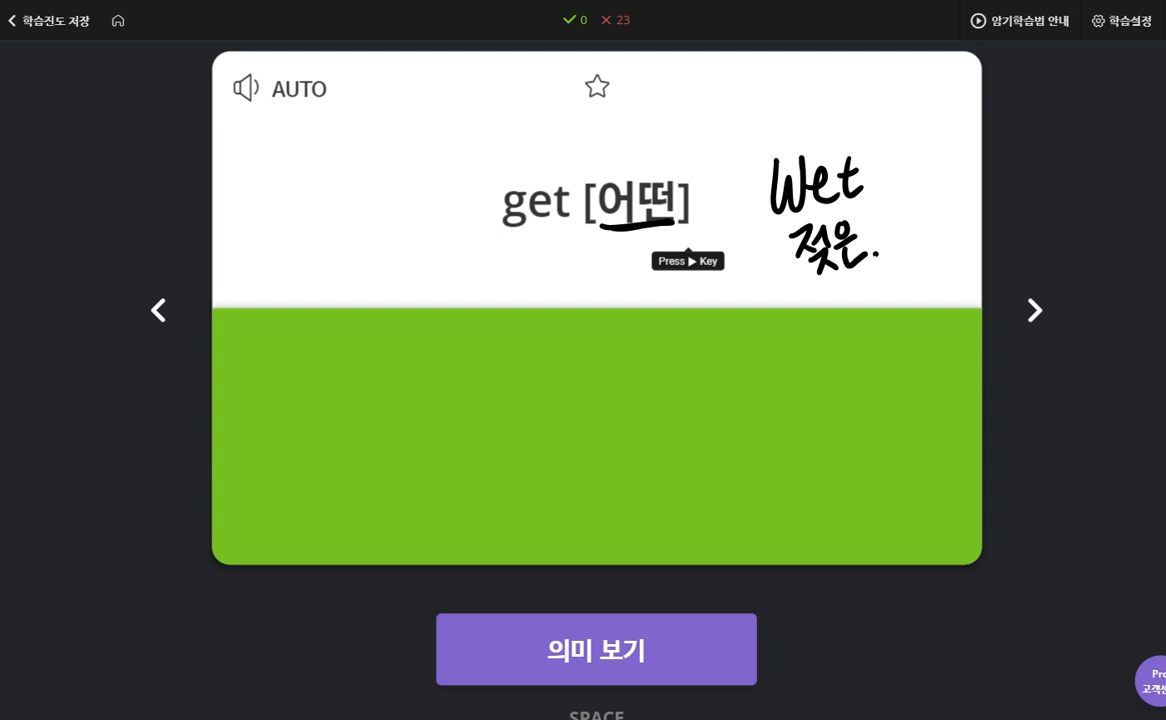 학습진도 저장
0 23
암기학습법 안내
학습설정
AUTO
get [어떤]
Wet
젖은.
Press ▶ Key
의미 보기
SPACE